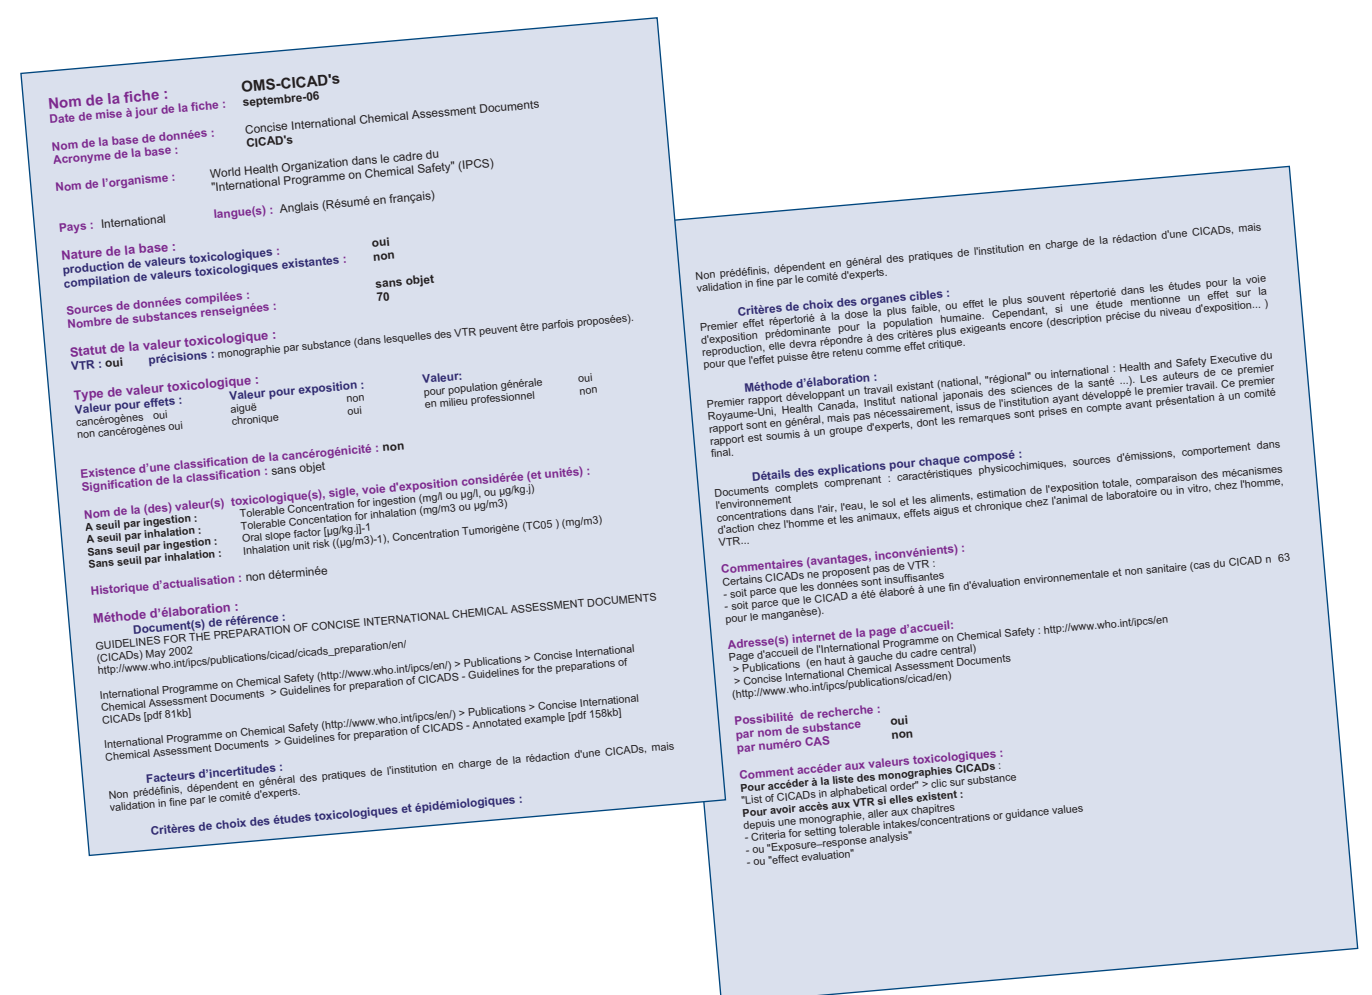 Nom de la fiche : OMS-CICAD's
Date de mise à jour de la fiche : septembre-06
Nom de la base de données : Concise International Chemical Assessment Documents
Acronyme de la base : CICAD's
Nom de l'organisme : World Health Organization dans le cadre du
"International Programme on Chemical Safety" (IPCS)
Pays : International langue(s) : Anglais (Résumé en français)
Nature de la base :
production de valeurs toxicologiques : oui
compilation de valeurs toxicologiques existantes : non
Sources de données compilées : sans objet
Nombre de substances renseignées : 70
Statut de la valeur toxicologique :
VTR : oui précisions : monographie par substance (dans lesquelles des VTR peuvent être parfois proposées).
Type de valeur toxicologique :
Valeur pour effets : Valeur pour exposition : Valeur:
cancérogènes oui aiguë non pour population générale oui
non cancérogènes oui chronique oui en milieu professionnel non
Existence d'une classification de la cancérogénicité : non
Signification de la classification : sans objet
Nom de la (des) valeur(s) toxicologique(s), sigle, voie d'exposition considérée (et unités) :
A seuil par ingestion : Tolerable Concentration for ingestion (mg/l ou µg/l, ou µg/kg.j)
A seuil par inhalation : Tolerable Concentation for inhalation (mg/m3 ou µg/m3)
Sans seuil par ingestion : Oral slope factor [µg/kg.j]-1
Sans seuil par inhalation : Inhalation unit risk ((µg/m3)-1), Concentration Tumorigène (TC05 ) (mg/m3)
Historique d'actualisation : non déterminée
Méthode d'élaboration :
Document(s) de référence :
GUIDELINES FOR THE PREPARATION OF CONCISE INTERNATIONAL CHEMICAL ASSESSMENT DOCUMENTS
(CICADs) May 2002
http://www.who.int/ipcs/publications/cicad/cicads_preparation/en/
International Programme on Chemical Safety (http://www.who.int/ipcs/en/) > Publications > Concise International
Chemical Assessment Documents > Guidelines for preparation of CICADS - Guidelines for the preparations of
CICADs [pdf 81kb]
International Programme on Chemical Safety (http://www.who.int/ipcs/en/) > Publications > Concise International
Chemical Assessment Documents > Guidelines for preparation of CICADS - Annotated example [pdf 158kb]
Facteurs d'incertitudes :
Non prédéfinis, dépendent en général des pratiques de l'institution en charge de la rédaction d'une CICADs, mais
validation in fine par le comité d'experts.
Critères de choix des études toxicologiques et épidémiologiques :
Non prédéfinis, dépendent en général des pratiques de l'institution en charge de la rédaction d'une CICADs, mais
validation in fine par le comité d'experts.
Critères de choix des organes cibles :
Premier effet répertorié à la dose la plus faible, ou effet le plus souvent répertorié dans les études pour la voie
d'exposition prédominante pour la population humaine. Cependant, si une étude mentionne un effet sur la
reproduction, elle devra répondre à des critères plus exigeants encore (description précise du niveau d'exposition... )
pour que l'effet puisse être retenu comme effet critique.
Méthode d'élaboration :
Premier rapport développant un travail existant (national, "régional" ou international : Health and Safety Executive du
Royaume-Uni, Health Canada, Institut national japonais des sciences de la santé ...). Les auteurs de ce premier
rapport sont en général, mais pas nécessairement, issus de l'institution ayant développé le premier travail. Ce premier
rapport est soumis à un groupe d'experts, dont les remarques sont prises en compte avant présentation à un comité
final.
Détails des explications pour chaque composé :
Documents complets comprenant : caractéristiques physicochimiques, sources d'émissions, comportement dans
l'environnement
concentrations dans l'air, l'eau, le sol et les aliments, estimation de l'exposition totale, comparaison des mécanismes
d'action chez l'homme et les animaux, effets aigus et chronique chez l'animal de laboratoire ou in vitro, chez l'homme,
VTR...
Commentaires (avantages, inconvénients) :
Certains CICADs ne proposent pas de VTR :
- soit parce que les données sont insuffisantes
- soit parce que le CICAD a été élaboré à une fin d'évaluation environnementale et non sanitaire (cas du CICAD n 63
pour le manganèse).
Adresse(s) internet de la page d'accueil:
Page d'accueil de l'International Programme on Chemical Safety : http://www.who.int/ipcs/en
> Publications (en haut à gauche du cadre central)
> Concise International Chemical Assessment Documents
(http://www.who.int/ipcs/publications/cicad/en)
Possibilité de recherche :
par nom de substance oui
par numéro CAS non
Comment accéder aux valeurs toxicologiques :
Pour accéder à la liste des monographies CICADs :
"List of CICADs in alphabetical order" > clic sur substance
Pour avoir accès aux VTR si elles existent :
depuis une monographie, aller aux chapitres
- Criteria for setting tolerable intakes/concentrations or guidance values
- ou "Exposure–response analysis"
- ou "effect evaluation"